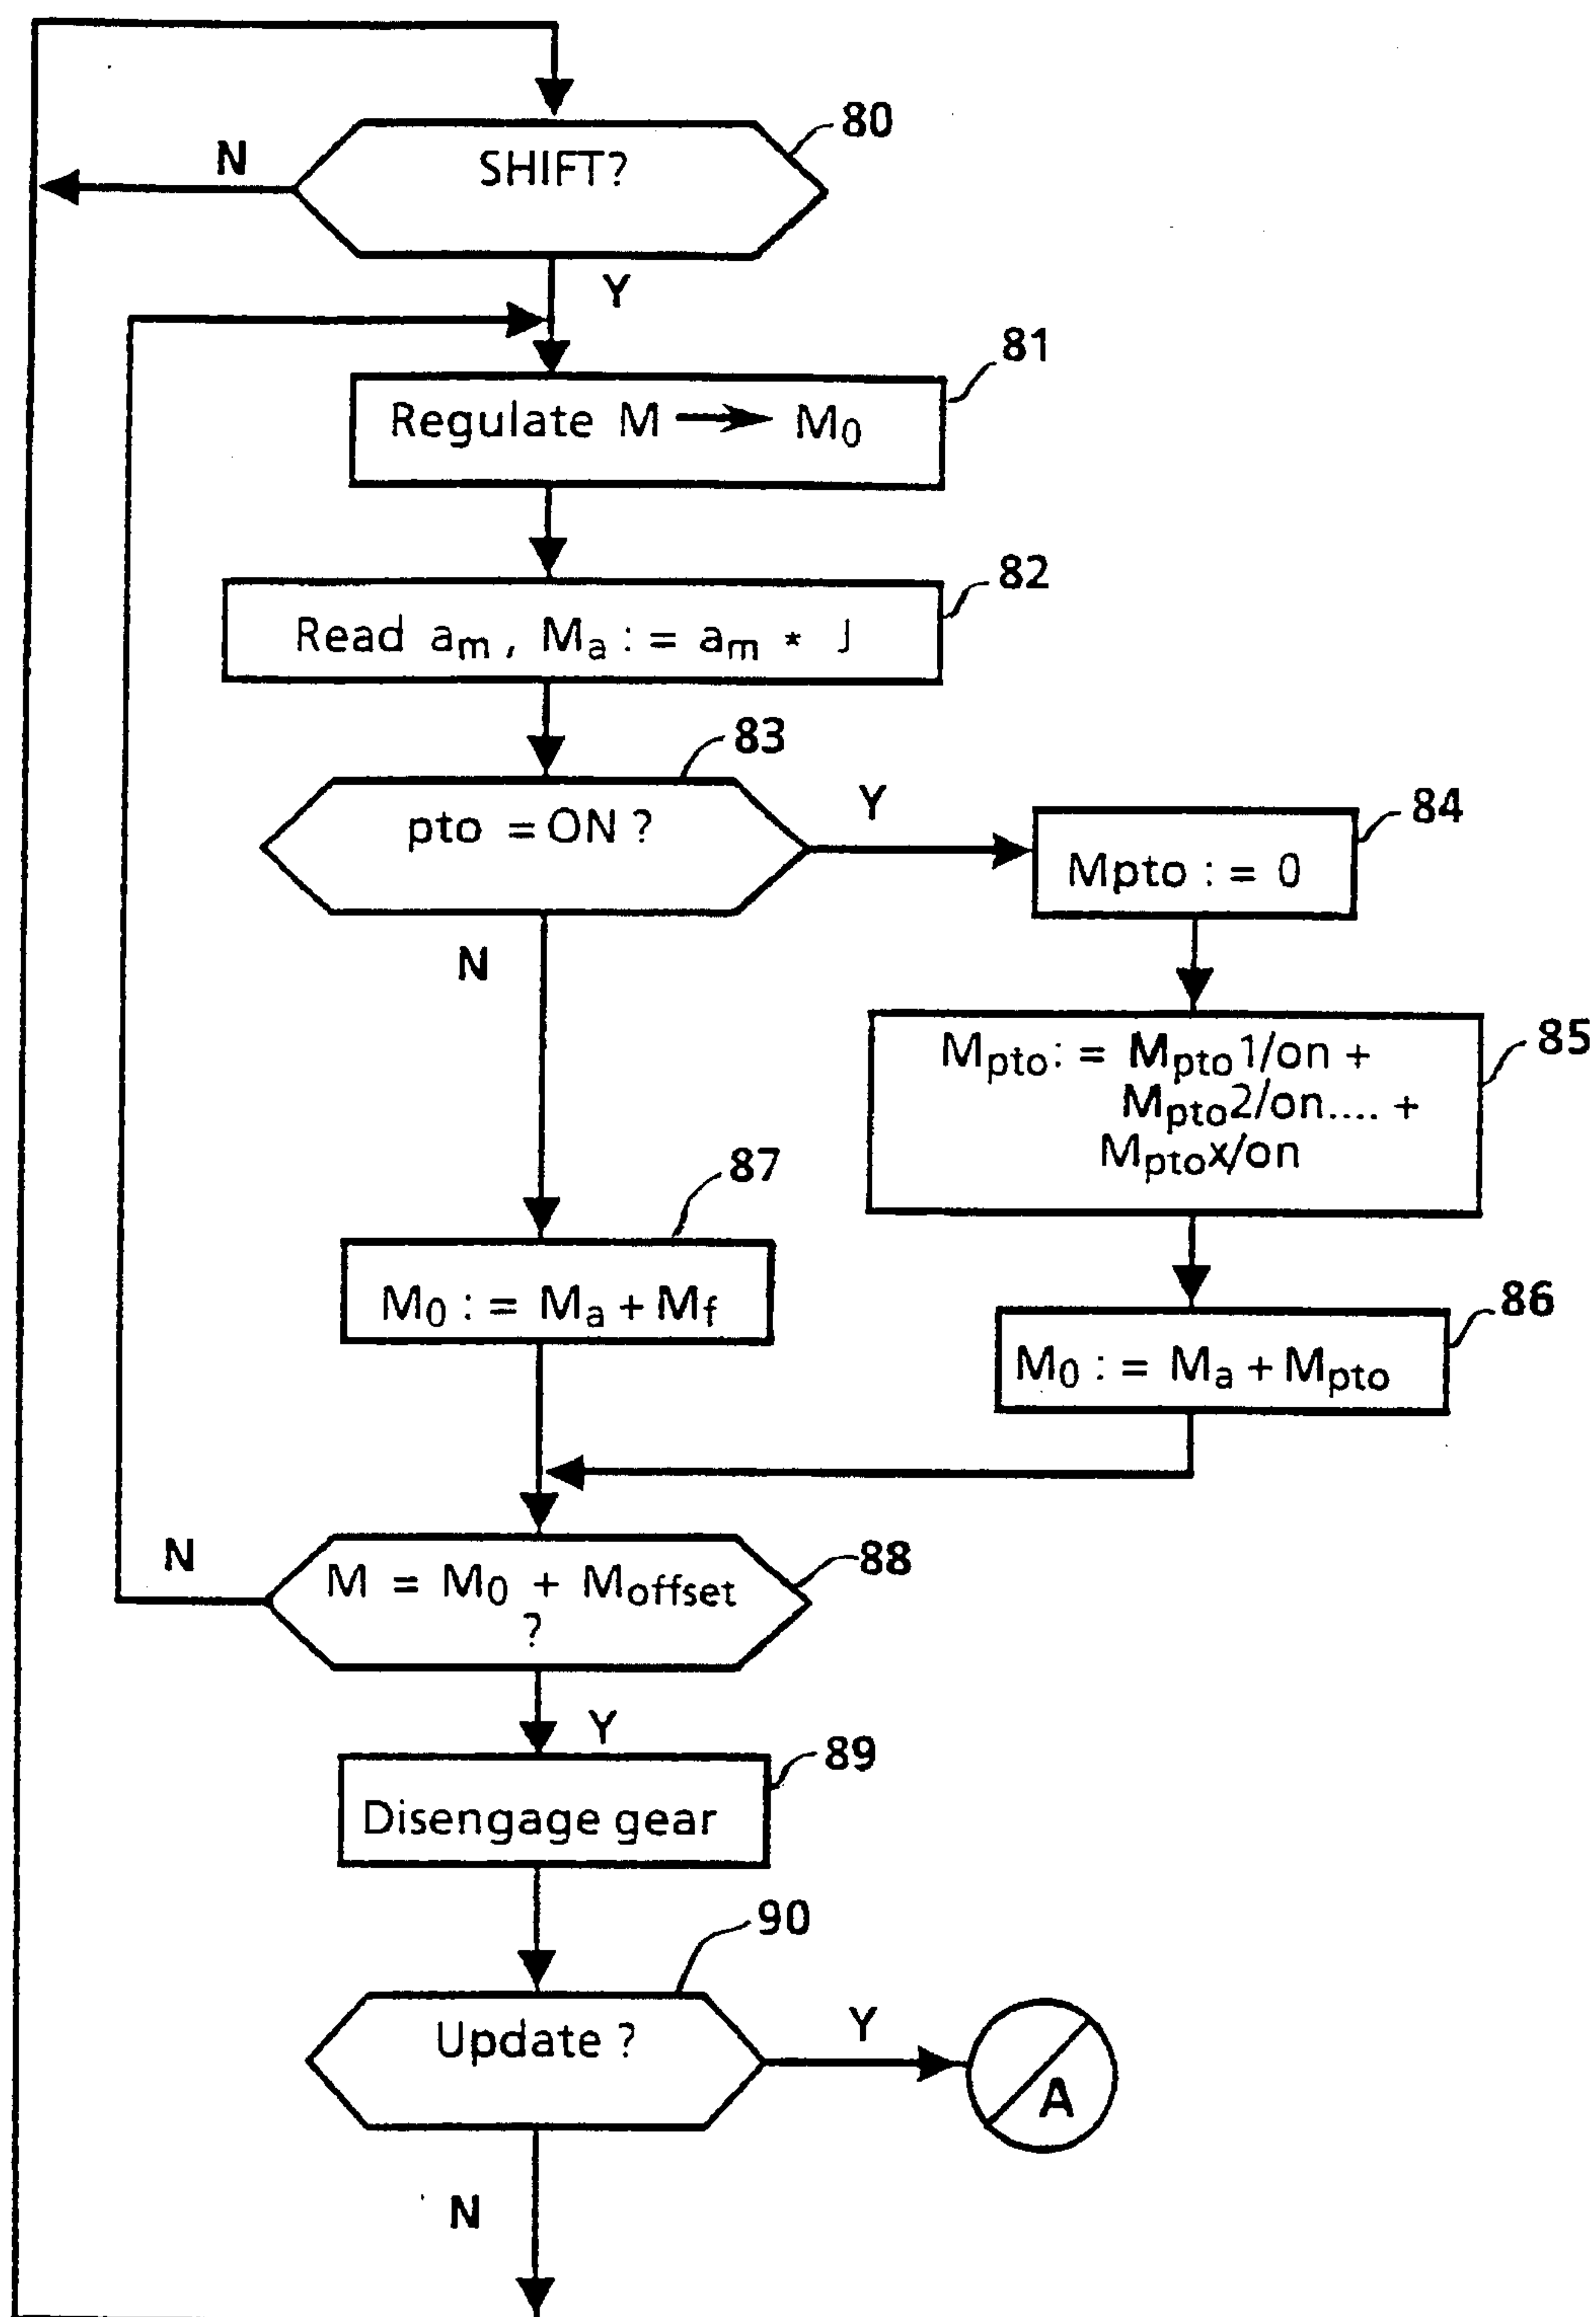 80
SHIFT?
N
Y
81
Regulate M → M₀
82
Read aₘ, Mₐ := aₘ * J
83
pto = ON ?
Y
84
Mpto := 0
N
85
Mpto := Mpto1/on +
Mpto2/on.... +
Mptox/on
87
M₀ := Mₐ + Mf
86
M₀ := Mₐ + Mpto
N
88
M = M₀ + Moffset
?
Y
89
Disengage gear
90
Update ?
Y
A
N